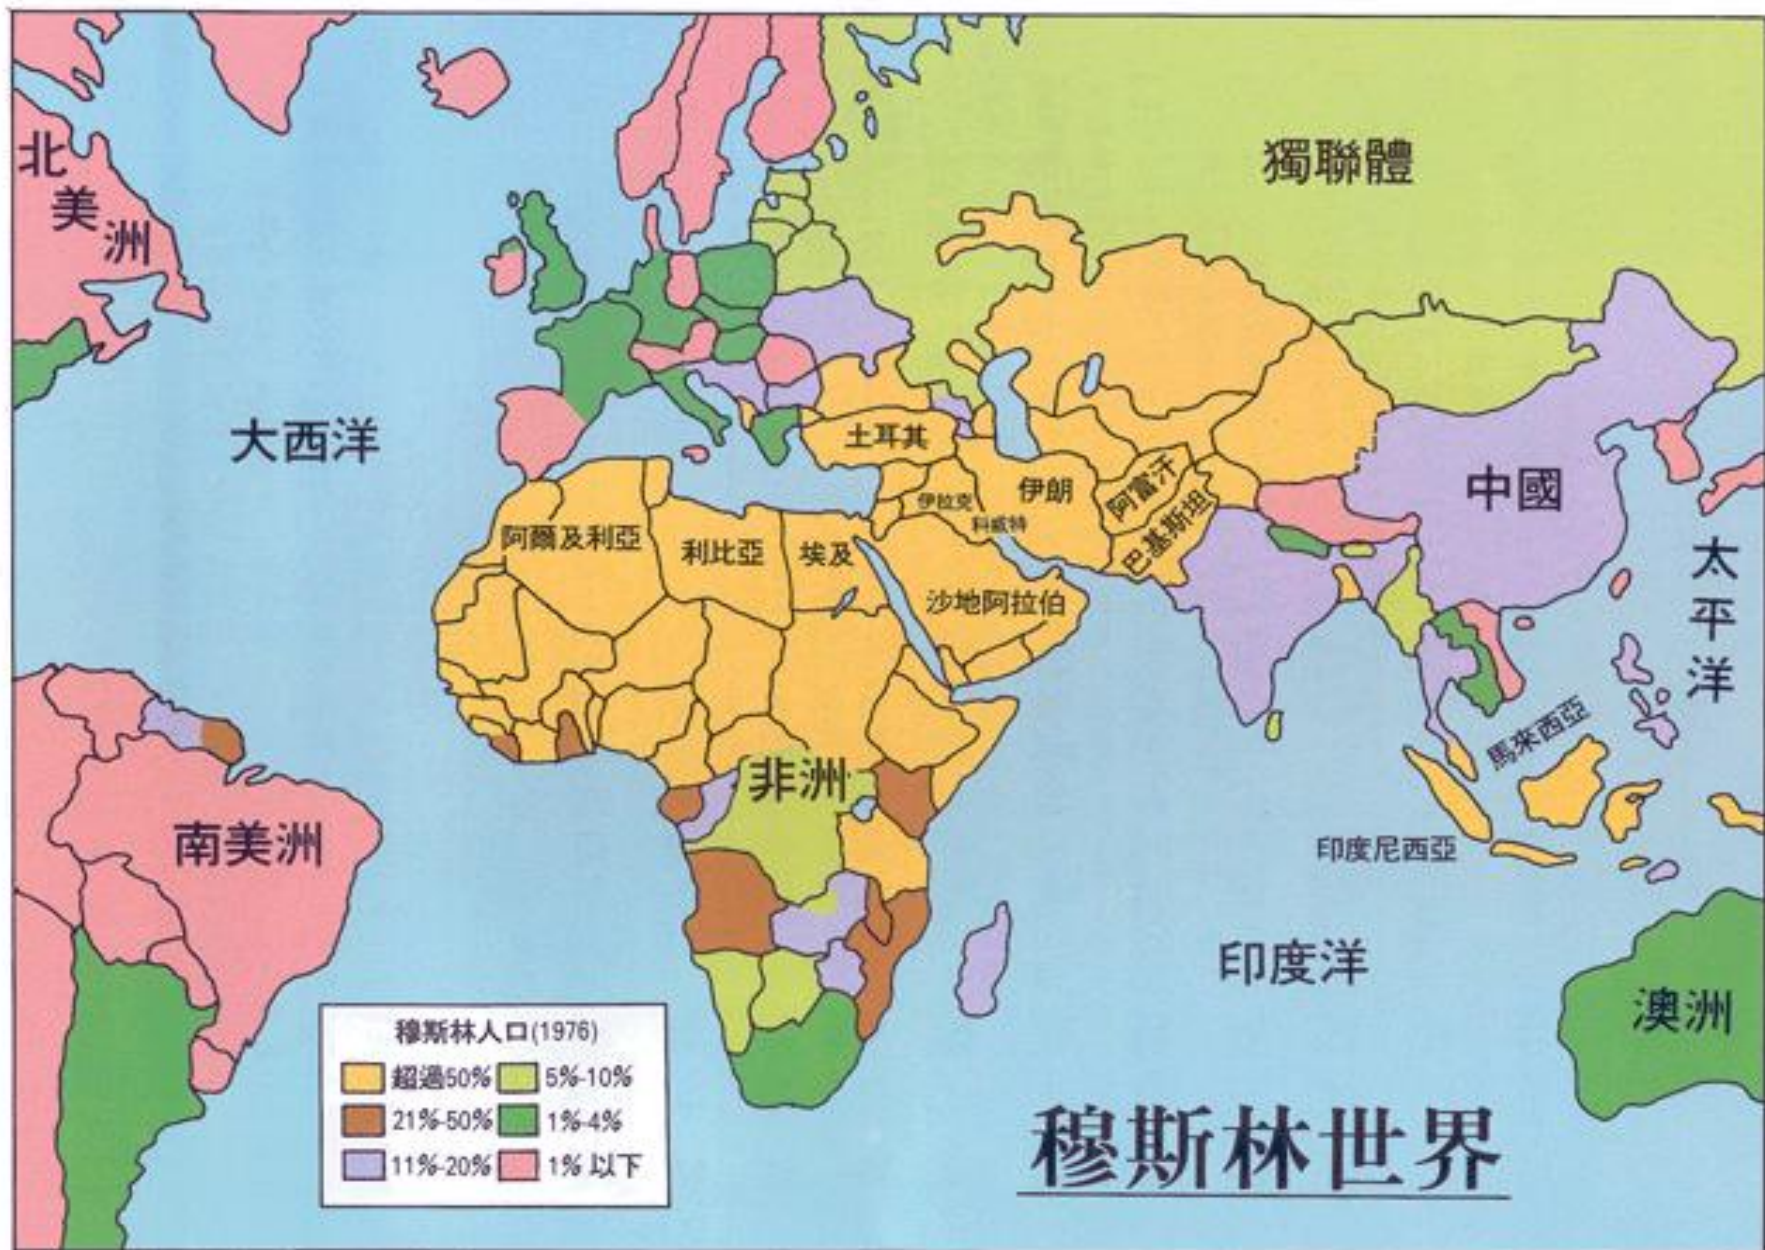 北美洲
獨聯體
大西洋
土耳其
伊拉克
伊朗
科威特
阿富汗
巴基斯坦
中國
太平洋
阿爾及利亞
利比亞
埃及
沙地阿拉伯
非洲
馬來西亞
印度尼西亞
南美洲
印度洋
澳洲
穆斯林人口(1976)
超過50% 5%-10%
21%-50% 1%-4%
11%-20% 1% 以下
穆斯林世界